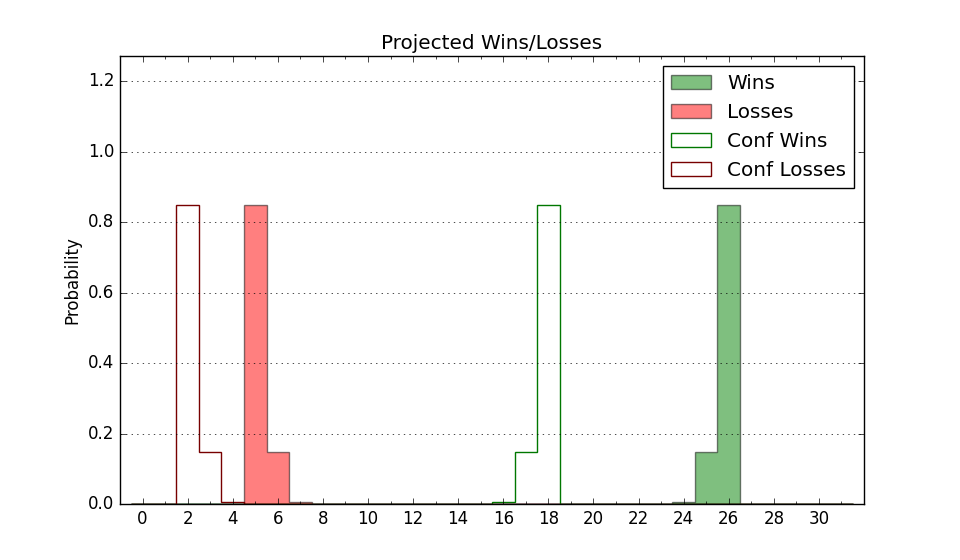 Projected Wins/Losses
Wins
Losses
Conf Wins
Conf Losses
Probability
1.2
1.0
0.8
0.6
0.4
0.2
0.0
0 2 4 6 8 10 12 14 16 18 20 22 24 26 28 30